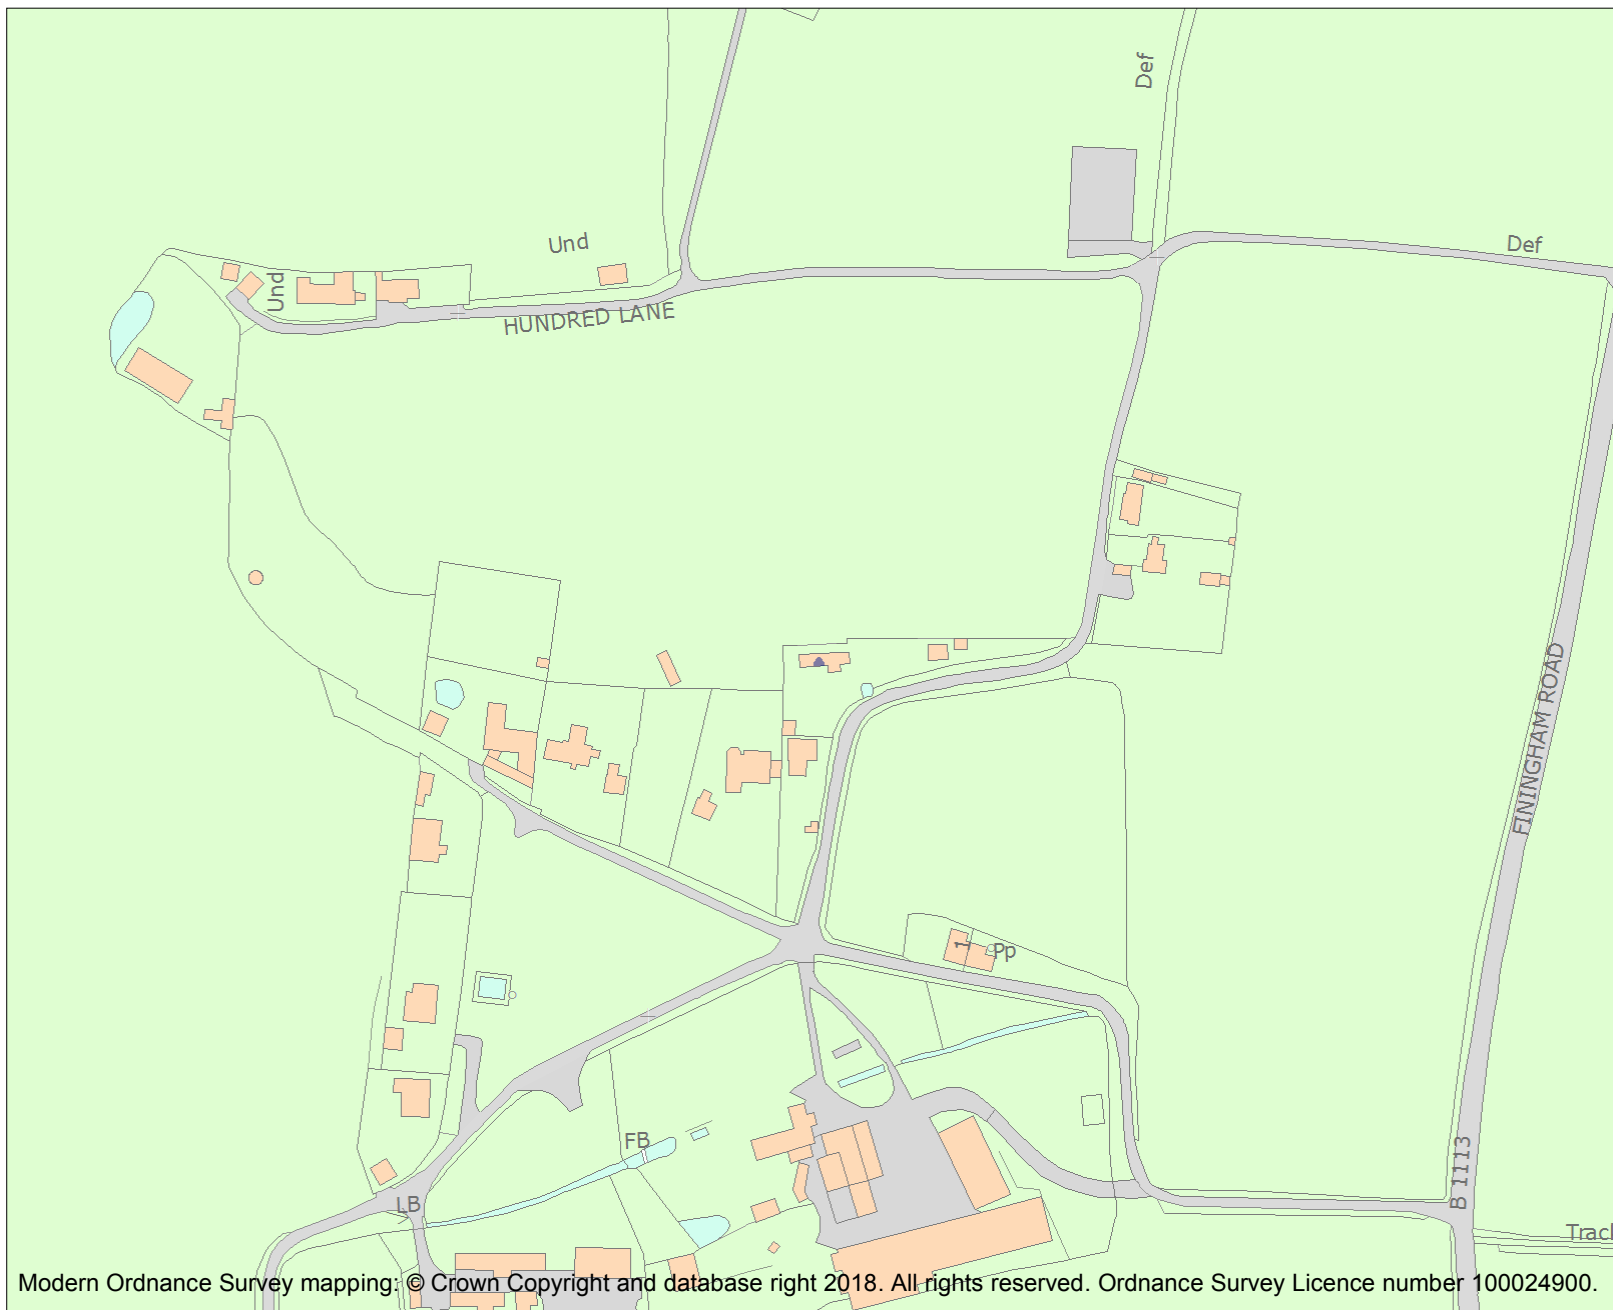 Def
Und
Def
Und
HUNDRED LANE
FININGHAM ROAD
1
Pp
FB
B 1113
LB
Modern Ordnance Survey mapping: © Crown Copyright and database right 2018. All rights reserved. Ordnance Survey Licence number 100024900.